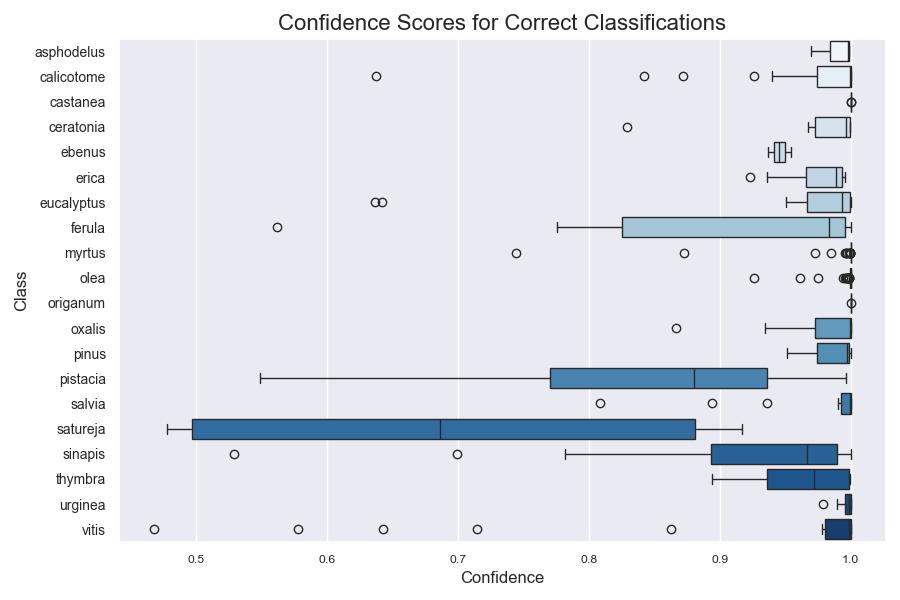 Confidence Scores for Correct Classifications
asphodelus
calicotome
castanea
ceratonia
ebenus
erica
eucalyptus
ferula
myrtus
olea
origanum
oxalis
pinus
pistacia
salvia
satureja
sinapis
thymbra
urginea
vitis
Class
0.5 0.6 0.7 0.8 0.9 1.0
Confidence